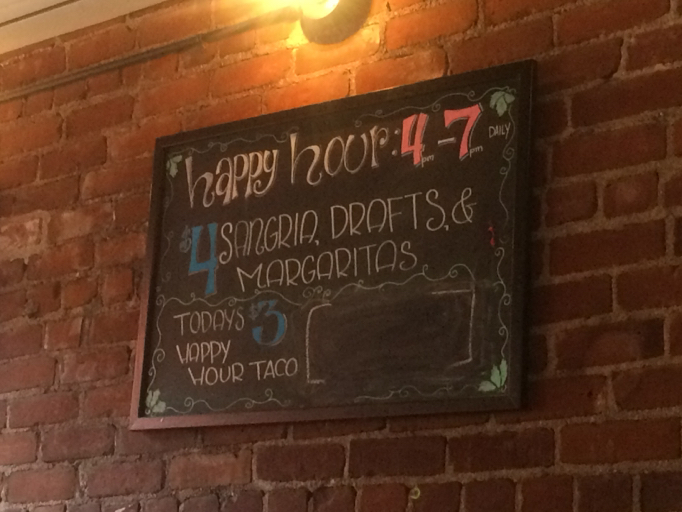 happy hour: 4pm-7pm DAILY
$4 SANGRIA, DRAFTS, &
MARGARITAS
TODAYS $3
HAPPY
HOUR TACO